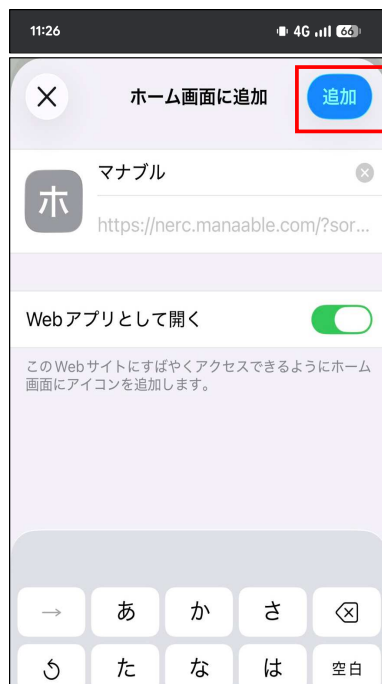 11:26
4G 66
ホーム画面に追加
追加
ホ
マナブル
https://nerc.manaable.com/?sor...
Webアプリとして開く
このWebサイトにすばやくアクセスできるようにホーム
画面にアイコンを追加します。
→ あ か さ
た な は 空白